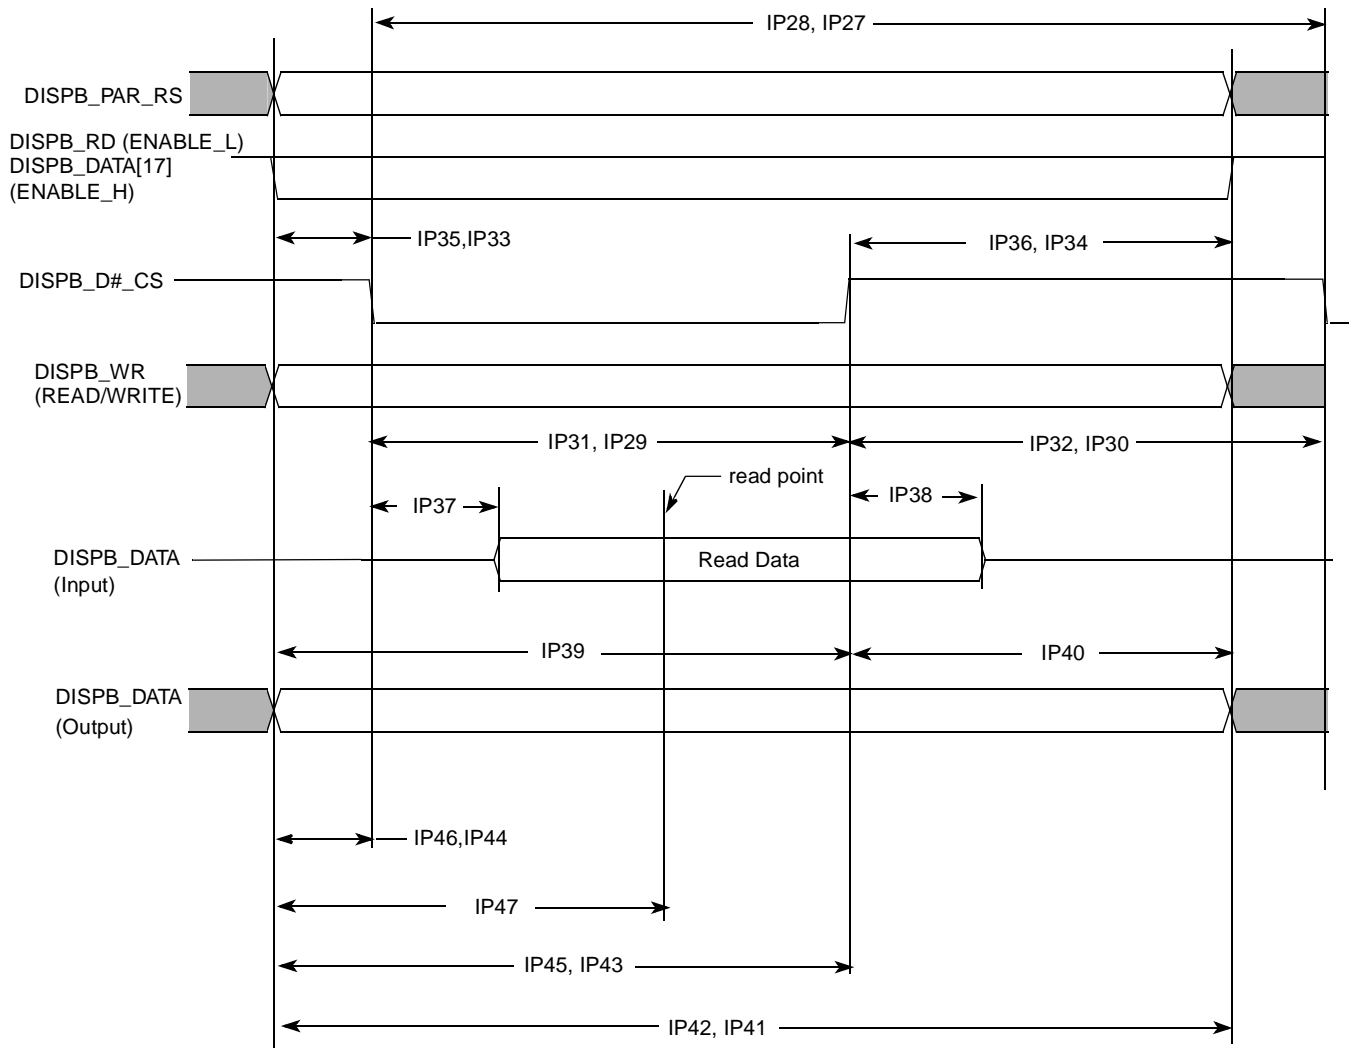 IP28, IP27
DISPB_PAR_RS
DISPB_RD (ENABLE_L)
DISPB_DATA[17]
(ENABLE_H)
IP35,IP33
IP36, IP34
DISPB_D#_CS
DISPB_WR
(READ/WRITE)
IP31, IP29
IP32, IP30
read point
IP37
IP38
DISPB_DATA
(Input)
Read Data
IP39
IP40
DISPB_DATA
(Output)
IP46,IP44
IP47
IP45, IP43
IP42, IP41